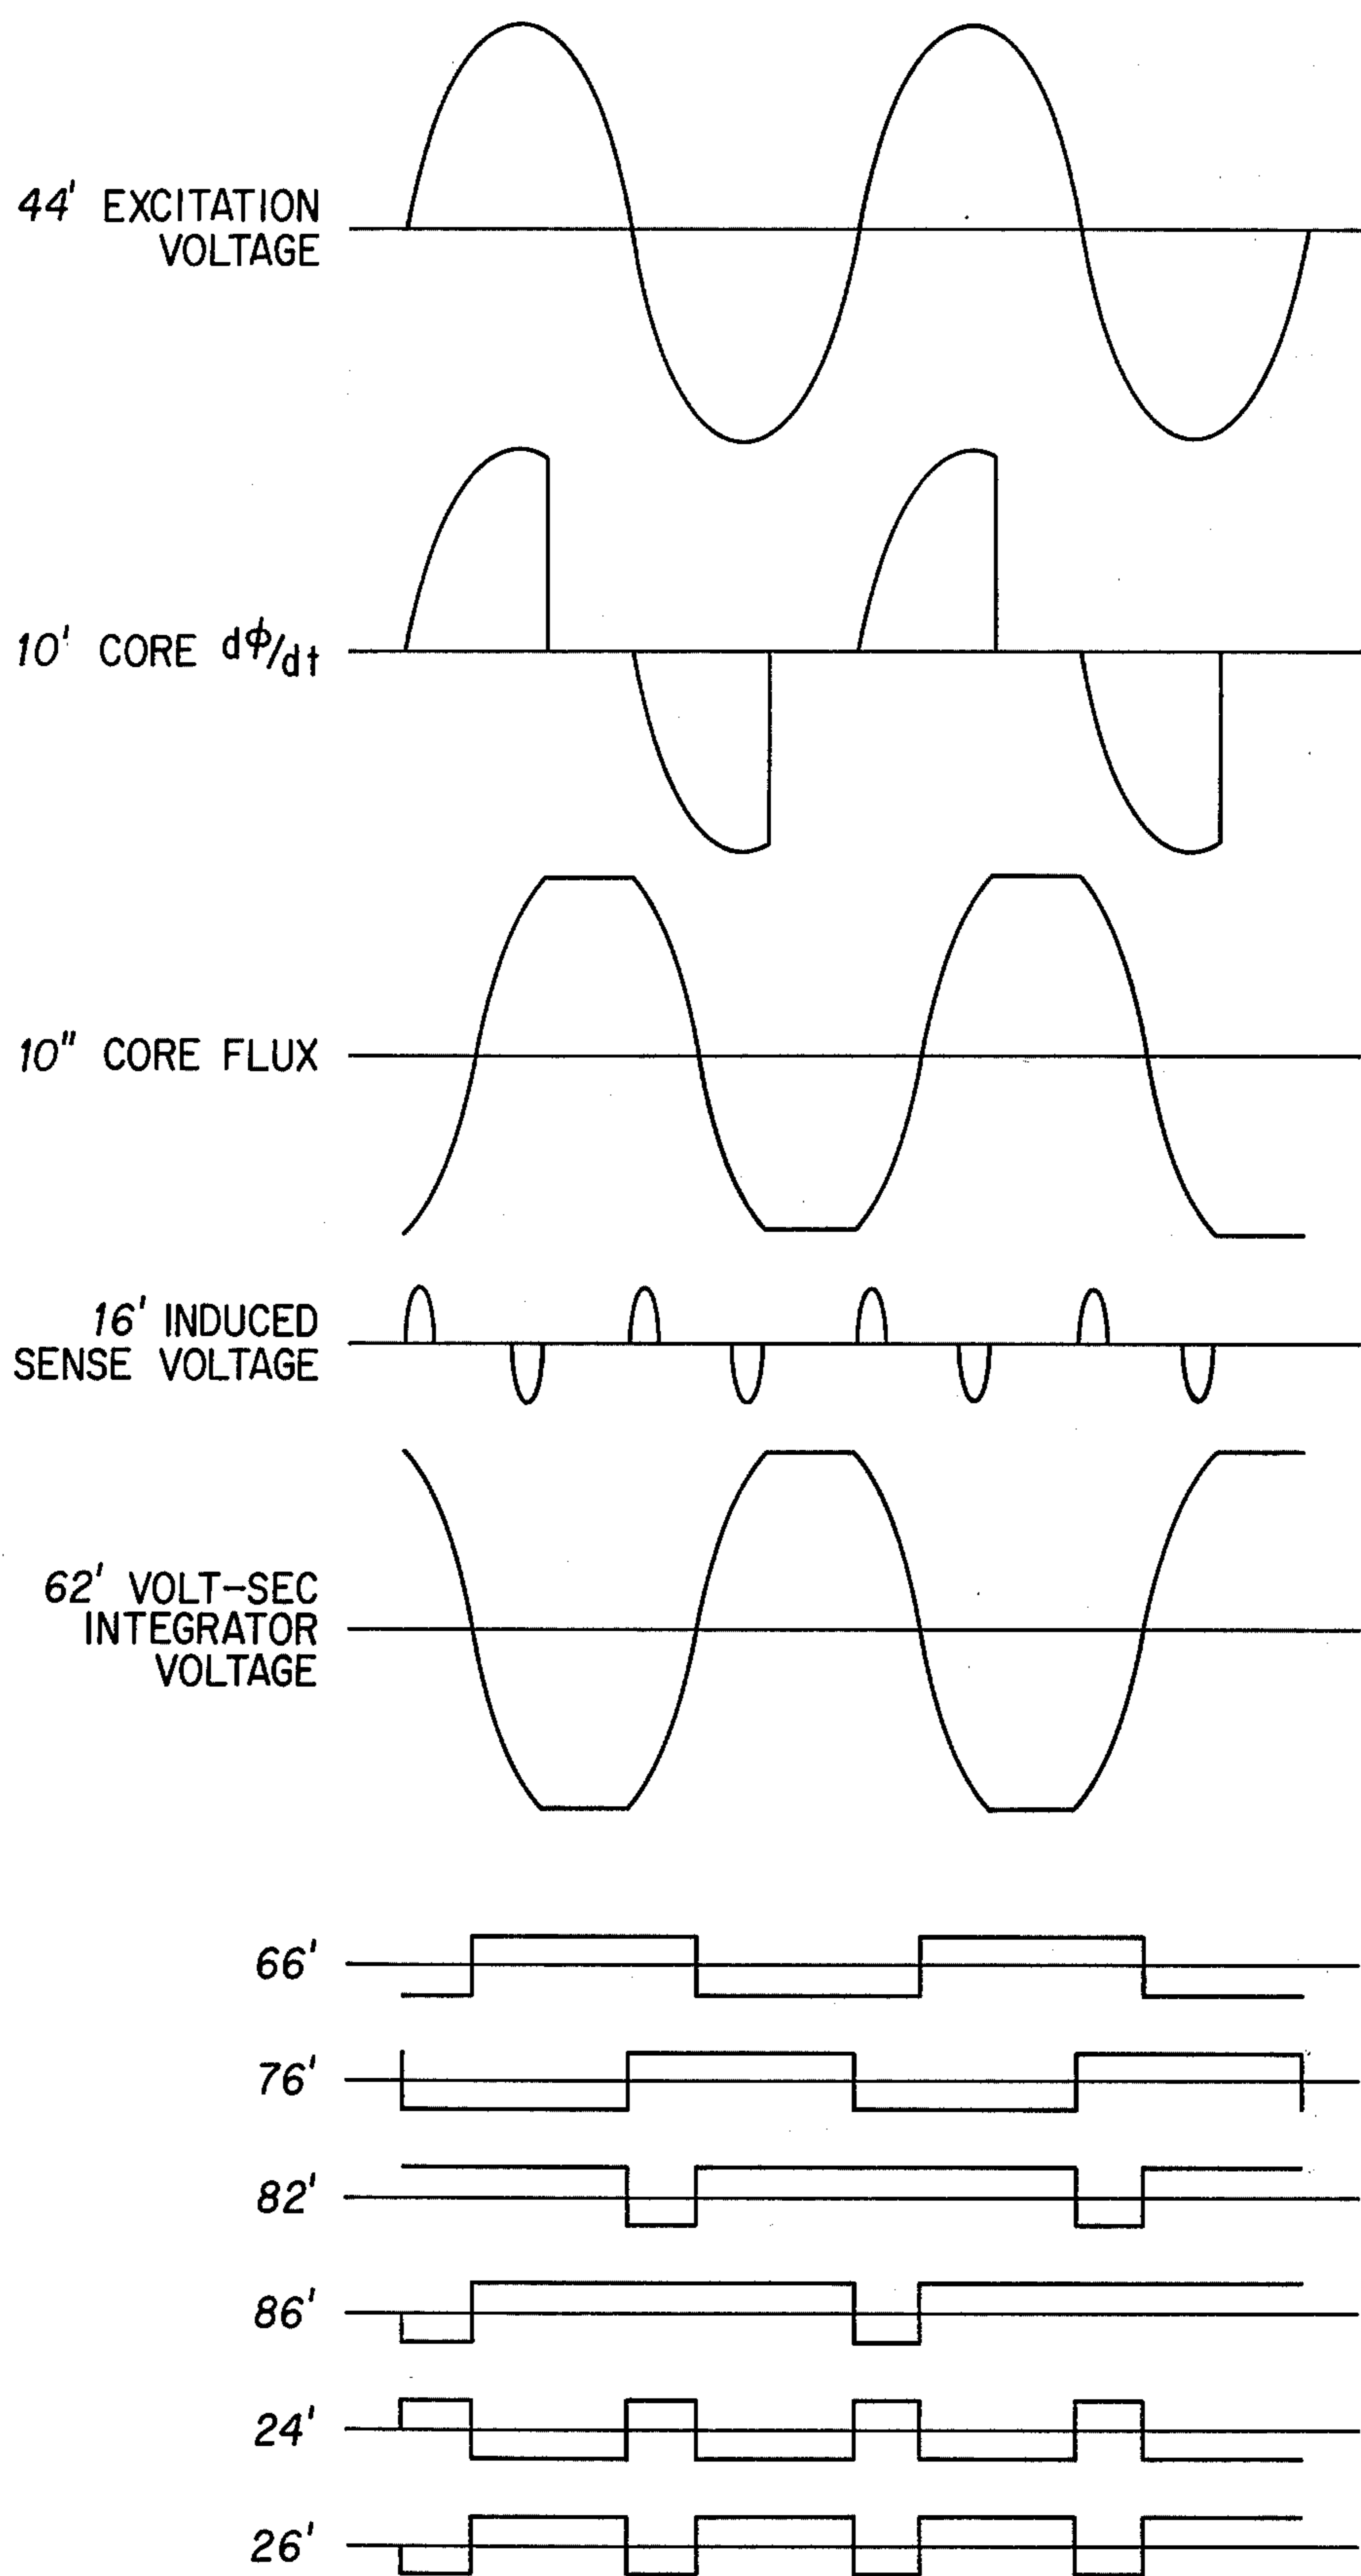 44' EXCITATION
VOLTAGE
10' CORE dϕ/dt
10" CORE FLUX
16' INDUCED
SENSE VOLTAGE
62' VOLT-SEC
INTEGRATOR
VOLTAGE
66'
76'
82'
86'
24'
26'